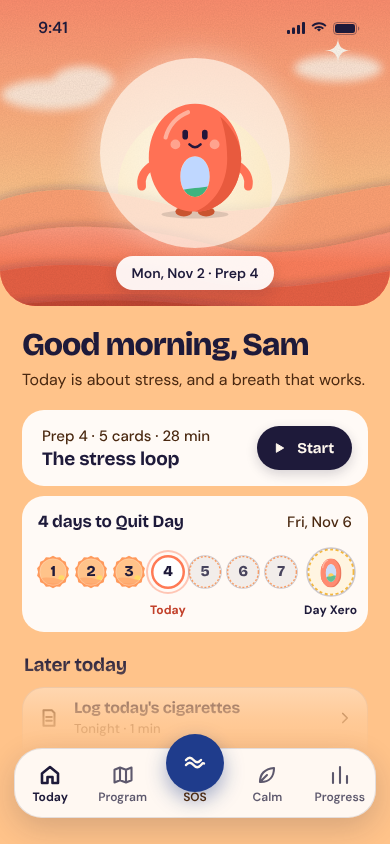 9:41
Mon, Nov 2 · Prep 4
Good morning, Sam
Today is about stress, and a breath that works.
Prep 4 · 5 cards · 28 min
The stress loop
Start
4 days to Quit Day
Fri, Nov 6
1 2 3 4 5 6 7
Today
Day Xero
Later today
Log today's cigarettes
Tonight · 1 min
Today
Program
SOS
Calm
Progress